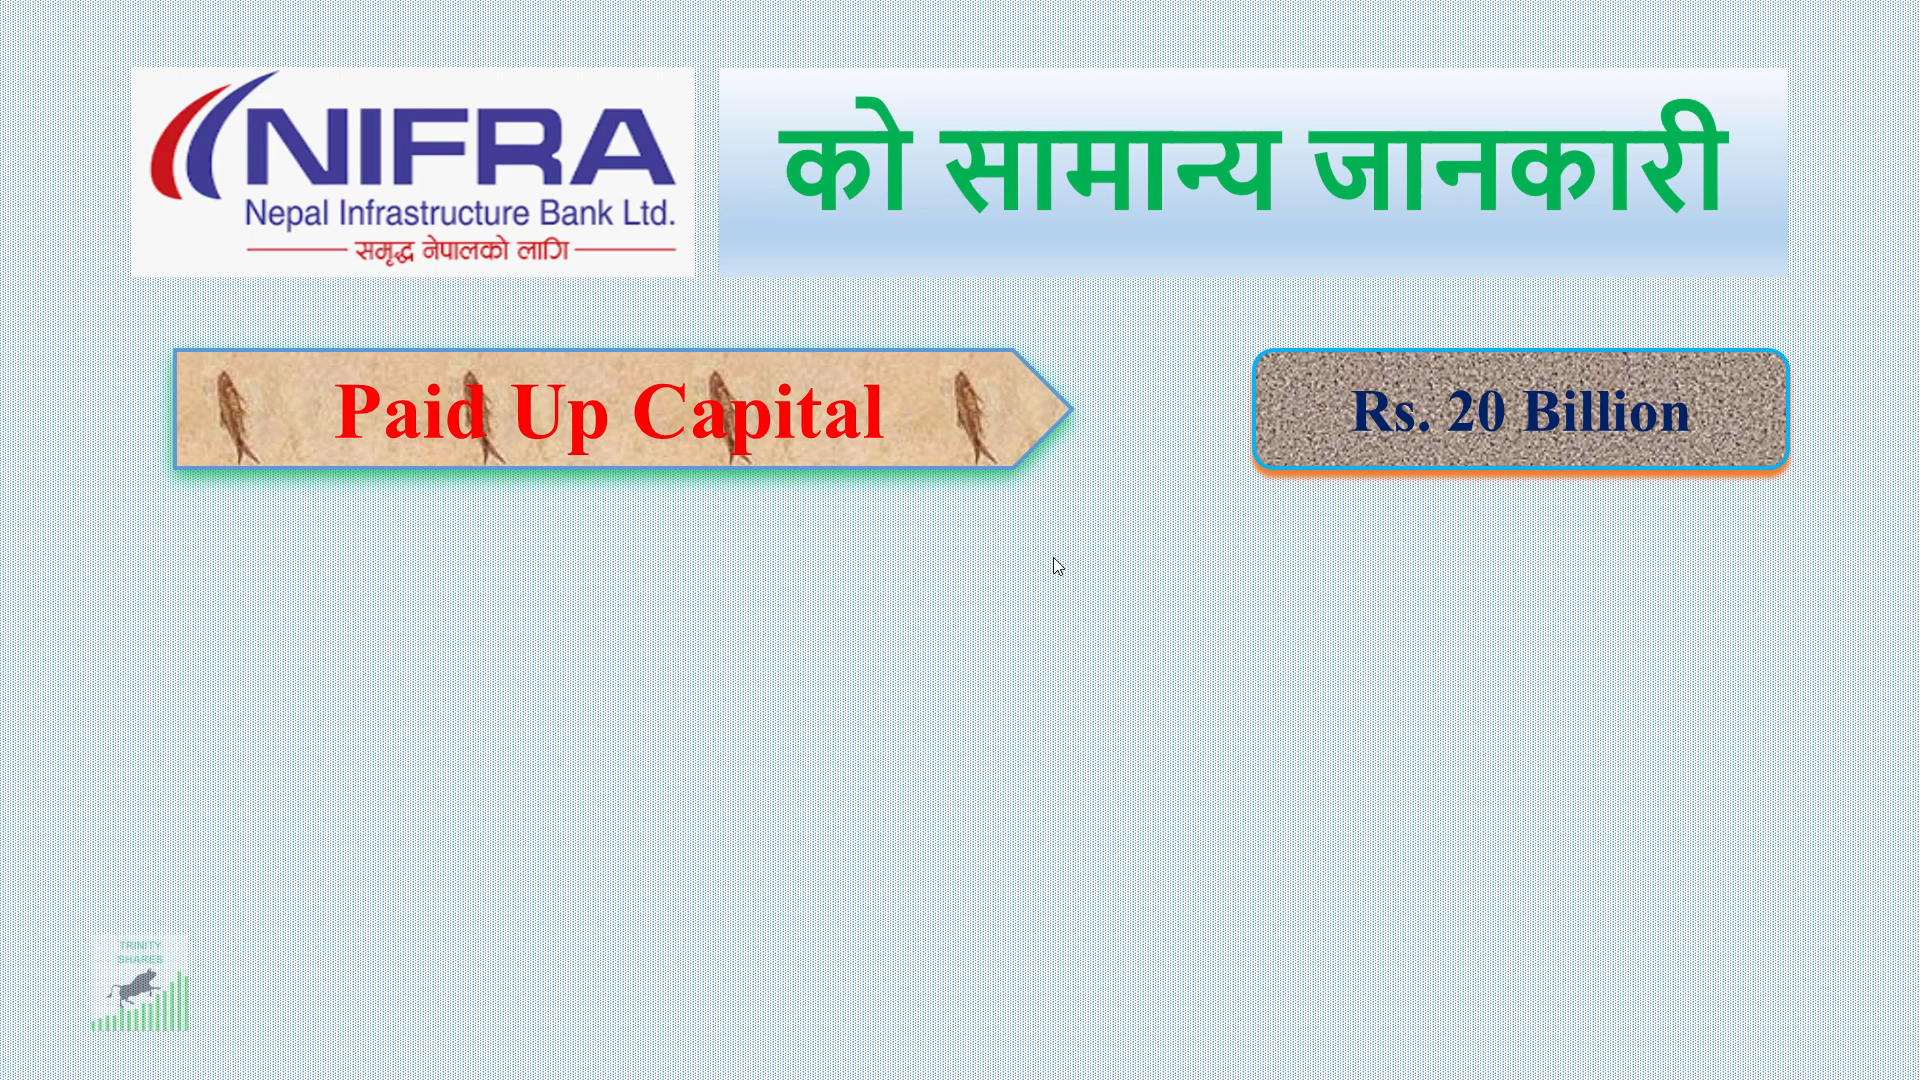 NIFRA
Nepal Infrastructure Bank Ltd.
समृद्ध नेपालको लागि
को सामान्य जानकारी
Paid Up Capital
Rs. 20 Billion
TRINITY
SHARES